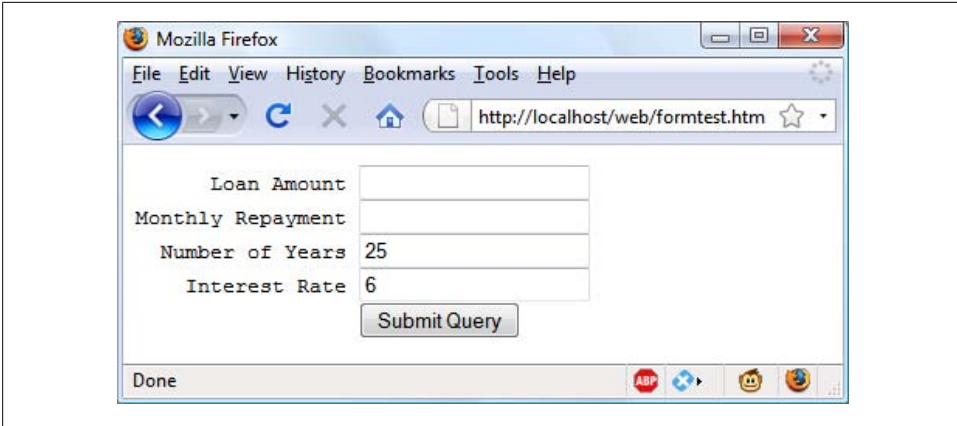 Mozilla Firefox
File Edit View History Bookmarks Tools Help
http://localhost/web/formtest.htm
Loan Amount
Monthly Repayment
Number of Years 25
Interest Rate 6
Submit Query
Done
ABP